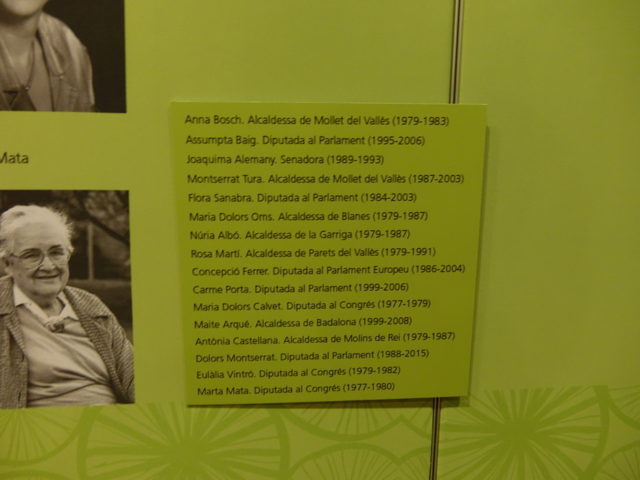 Mata
Anna Bosch. Alcaldessa de Mollet del Vallès (1979-1983)
Assumpta Baig. Diputada al Parlament (1995-2006)
Joaquima Alemany. Senadora (1989-1993)
Montserrat Tura. Alcaldessa de Mollet del Vallès (1987-2003)
Flora Sanabra. Diputada al Parlament (1984-2003)
Maria Dolors Oms. Alcaldessa de Blanes (1979-1987)
Núria Albó. Alcaldessa de la Garriga (1979-1987)
Rosa Martí. Alcaldessa de Parets del Vallès (1979-1991)
Concepció Ferrer. Diputada al Parlament Europeu (1986-2004)
Carme Porta. Diputada al Parlament (1999-2006)
Maria Dolors Calvet. Diputada al Congrés (1977-1979)
Maite Arqué. Alcaldessa de Badalona (1999-2008)
Antònia Castellana. Alcaldessa de Molins de Rei (1979-1987)
Dolors Montserrat. Diputada al Parlament (1988-2015)
Eulàlia Vintró. Diputada al Congrés (1979-1982)
Marta Mata. Diputada al Congrés (1977-1980)